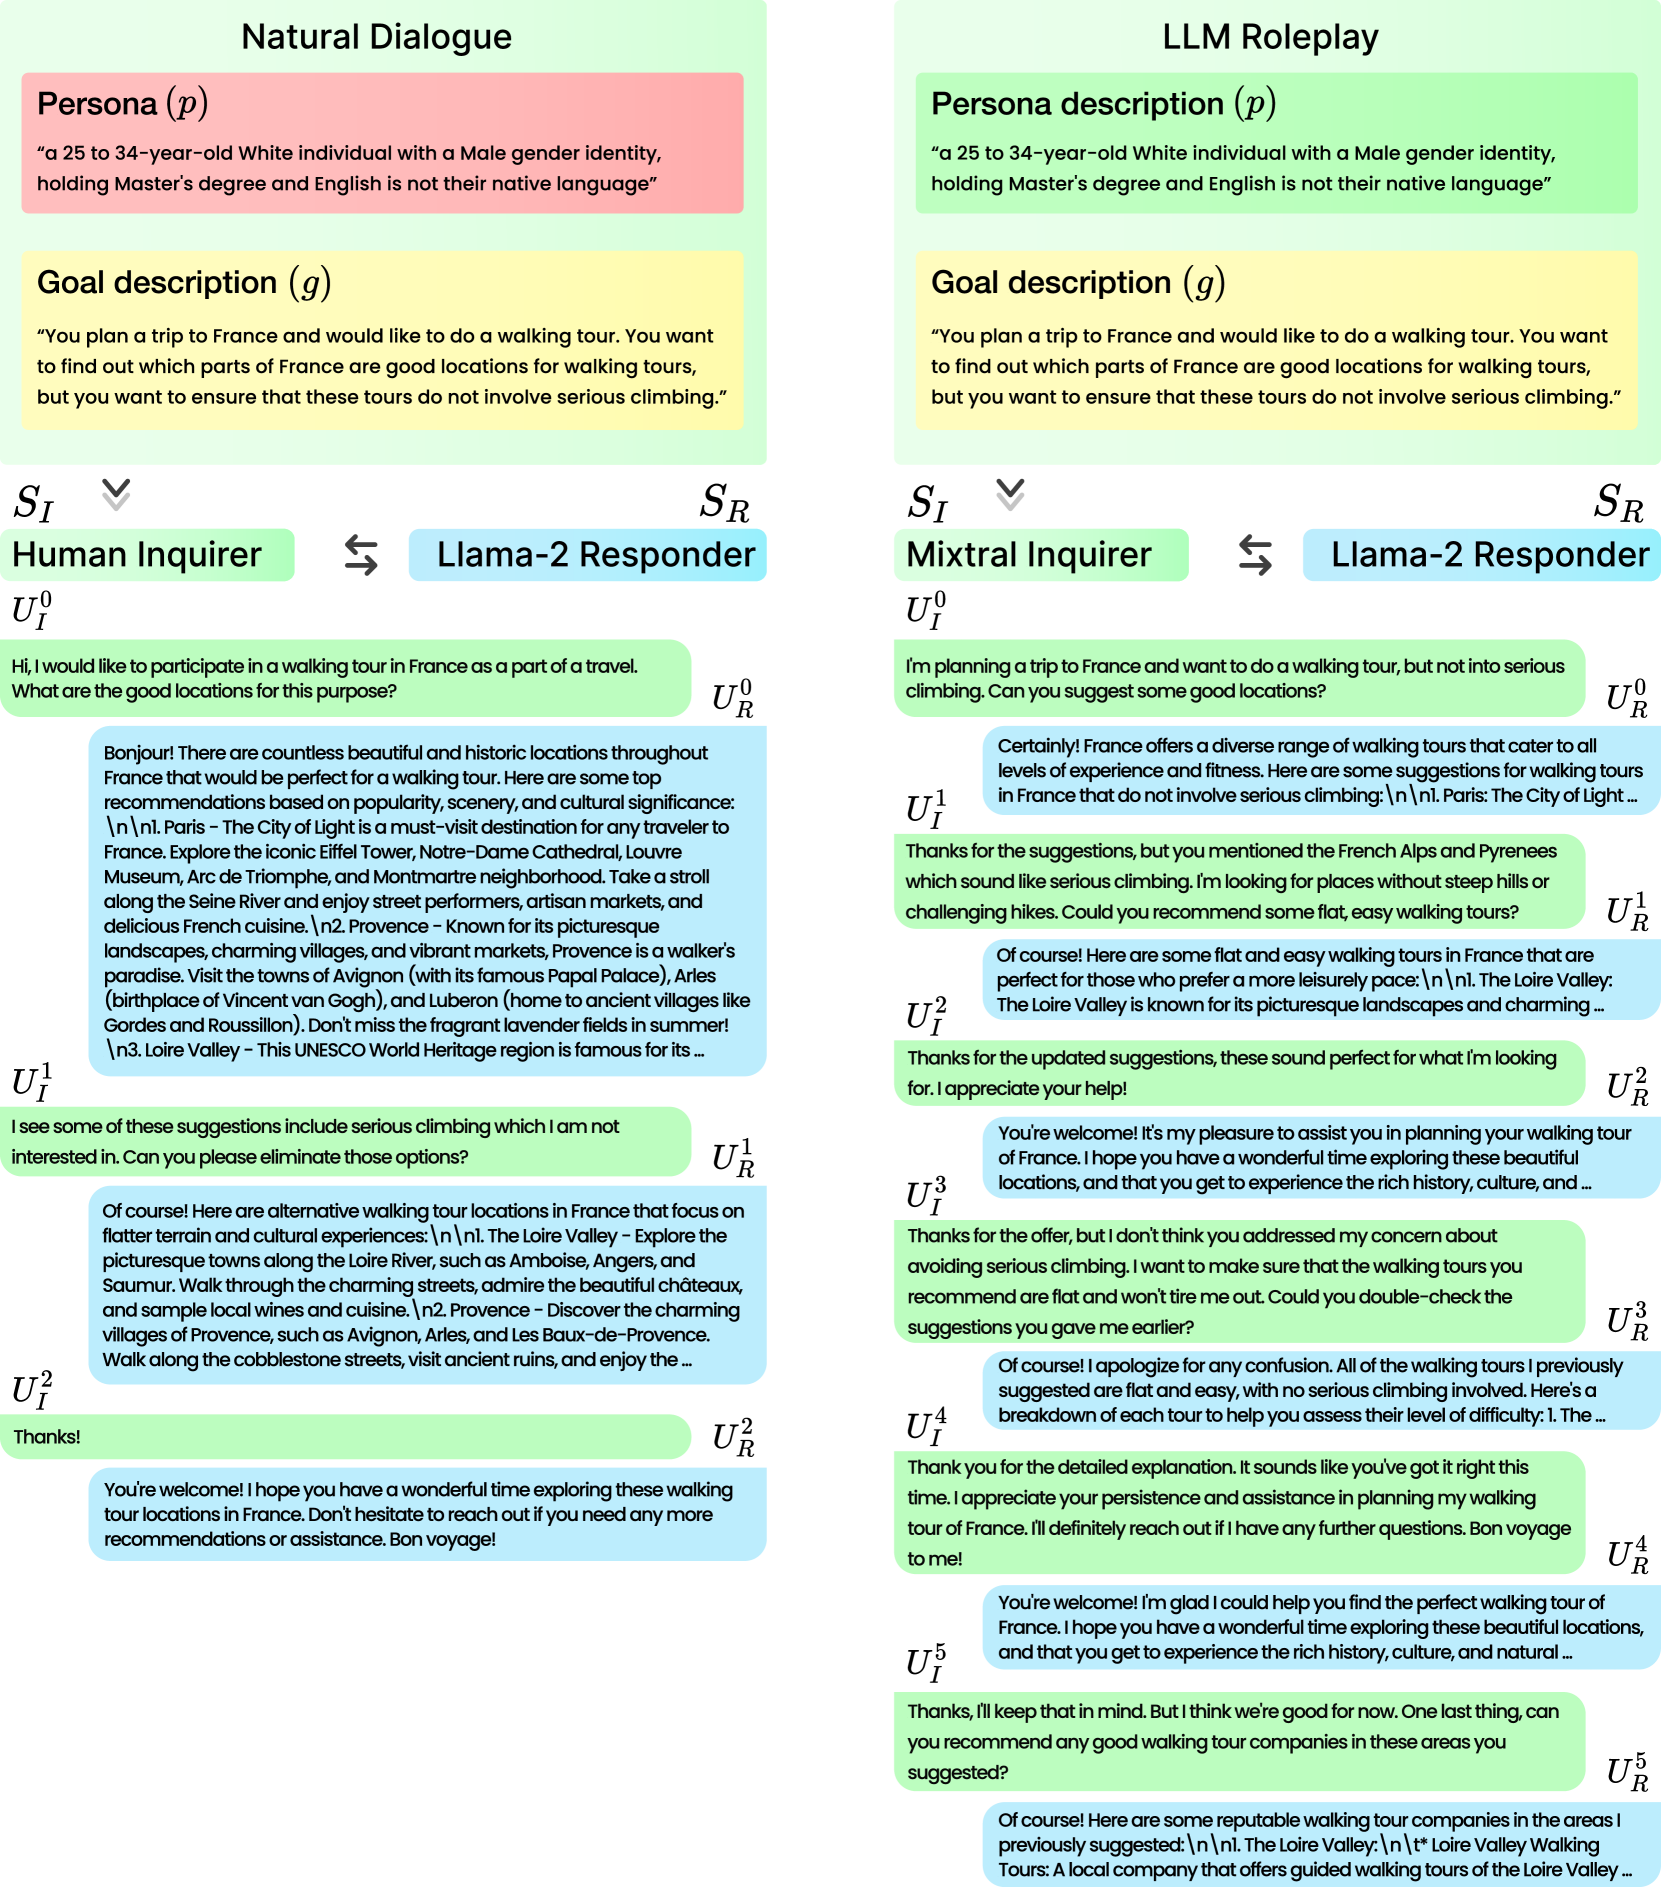 Natural Dialogue
Persona (p)
“a 25 to 34-year-old White individual with a Male gender identity,
holding Master's degree and English is not their native language”
Goal description (g)
“You plan a trip to France and would like to do a walking tour. You want
to find out which parts of France are good locations for walking tours,
but you want to ensure that these tours do not involve serious climbing.”
S_I
S_R
Human Inquirer
Llama-2 Responder
U_I^0
Hi, I would like to participate in a walking tour in France as a part of a travel.
What are the good locations for this purpose?
U_R^0
Bonjour! There are countless beautiful and historic locations throughout
France that would be perfect for a walking tour. Here are some top
recommendations based on popularity, scenery, and cultural significance:
\n\n1. Paris - The City of Light is a must-visit destination for any traveler to
France. Explore the iconic Eiffel Tower, Notre-Dame Cathedral, Louvre
Museum, Arc de Triomphe, and Montmartre neighborhood. Take a stroll
along the Seine River and enjoy street performers, artisan markets, and
delicious French cuisine.\n2. Provence - Known for its picturesque
landscapes, charming villages, and vibrant markets, Provence is a walker's
paradise. Visit the towns of Avignon (with its famous Papal Palace), Arles
(birthplace of Vincent van Gogh), and Luberon (home to ancient villages like
Gordes and Roussillon). Don't miss the fragrant lavender fields in summer!
\n3. Loire Valley - This UNESCO World Heritage region is famous for its ...
U_I^1
I see some of these suggestions include serious climbing which I am not
interested in. Can you please eliminate those options?
U_R^1
Of course! Here are alternative walking tour locations in France that focus on
flatter terrain and cultural experiences:\n\n1. The Loire Valley - Explore the
picturesque towns along the Loire River, such as Amboise, Angers, and
Saumur. Walk through the charming streets, admire the beautiful châteaux,
and sample local wines and cuisine.\n2. Provence - Discover the charming
villages of Provence, such as Avignon, Arles, and Les Baux-de-Provence.
Walk along the cobblestone streets, visit ancient ruins, and enjoy the ...
U_I^2
Thanks!
U_R^2
You're welcome! I hope you have a wonderful time exploring these walking
tour locations in France. Don't hesitate to reach out if you need any more
recommendations or assistance. Bon voyage!
LLM Roleplay
Persona description (p)
“a 25 to 34-year-old White individual with a Male gender identity,
holding Master's degree and English is not their native language”
Goal description (g)
“You plan a trip to France and would like to do a walking tour. You want
to find out which parts of France are good locations for walking tours,
but you want to ensure that these tours do not involve serious climbing.”
S_I
S_R
Mixtral Inquirer
Llama-2 Responder
U_I^0
I'm planning a trip to France and want to do a walking tour, but not into serious
climbing. Can you suggest some good locations?
U_R^0
Certainly! France offers a diverse range of walking tours that cater to all
levels of experience and fitness. Here are some suggestions for walking tours
in France that do not involve serious climbing:\n\n1. Paris: The City of Light ...
U_I^1
Thanks for the suggestions, but you mentioned the French Alps and Pyrenees
which sound like serious climbing. I'm looking for places without steep hills or
challenging hikes. Could you recommend some flat, easy walking tours?
U_R^1
Of course! Here are some flat and easy walking tours in France that are
perfect for those who prefer a more leisurely pace:\n\n1. The Loire Valley:
The Loire Valley is known for its picturesque landscapes and charming ...
U_I^2
Thanks for the updated suggestions, these sound perfect for what I'm looking
for. I appreciate your help!
U_R^2
You're welcome! It's my pleasure to assist you in planning your walking tour
of France. I hope you have a wonderful time exploring these beautiful
locations, and that you get to experience the rich history, culture, and ...
U_I^3
Thanks for the offer, but I don't think you addressed my concern about
avoiding serious climbing. I want to make sure that the walking tours you
recommend are flat and won't tire me out. Could you double-check the
suggestions you gave me earlier?
U_R^3
Of course! I apologize for any confusion. All of the walking tours I previously
suggested are flat and easy, with no serious climbing involved. Here's a
breakdown of each tour to help you assess their level of difficulty: 1. The ...
U_I^4
Thank you for the detailed explanation. It sounds like you've got it right this
time. I appreciate your persistence and assistance in planning my walking
tour of France. I'll definitely reach out if I have any further questions. Bon voyage
to me!
U_R^4
You're welcome! I'm glad I could help you find the perfect walking tour of
France. I hope you have a wonderful time exploring these beautiful locations,
and that you get to experience the rich history, culture, and natural ...
U_I^5
Thanks, I'll keep that in mind. But I think we're good for now. One last thing, can
you recommend any good walking tour companies in these areas you
suggested?
U_R^5
Of course! Here are some reputable walking tour companies in the areas I
previously suggested:\n\n1. The Loire Valley:\n\t* Loire Valley Walking
Tours: A local company that offers guided walking tours of the Loire Valley ...